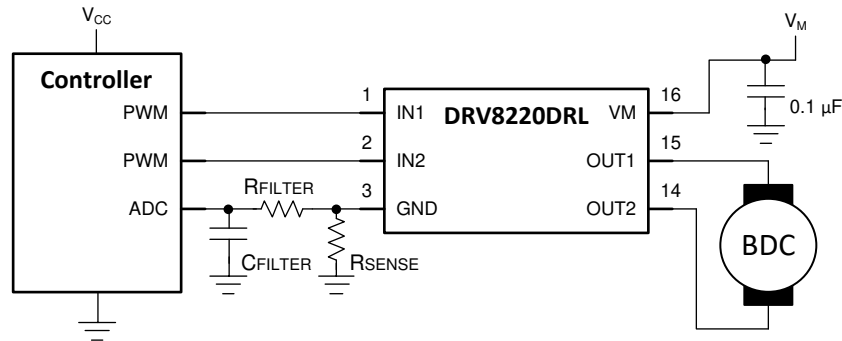 VCC
VM
Controller
PWM
PWM
ADC
RFILTER
CFILTER
RSENSE
1
2
3
IN1
IN2
GND
DRV8220DRL
VM
OUT1
OUT2
16
15
14
0.1 µF
BDC